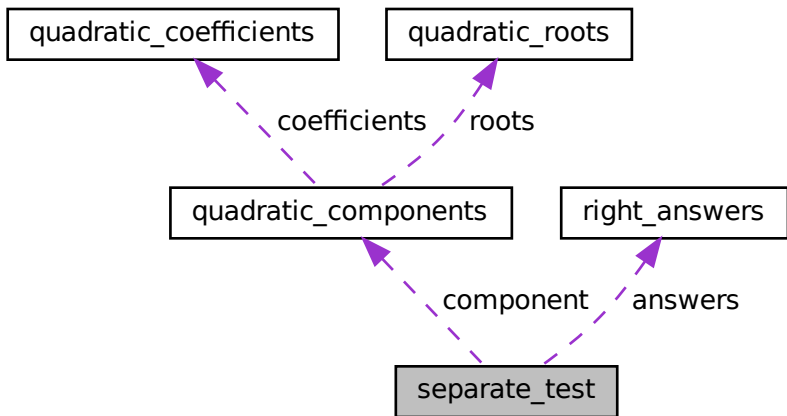 quadratic_coefficients
quadratic_roots
coefficients
roots
quadratic_components
right_answers
component
answers
separate_test